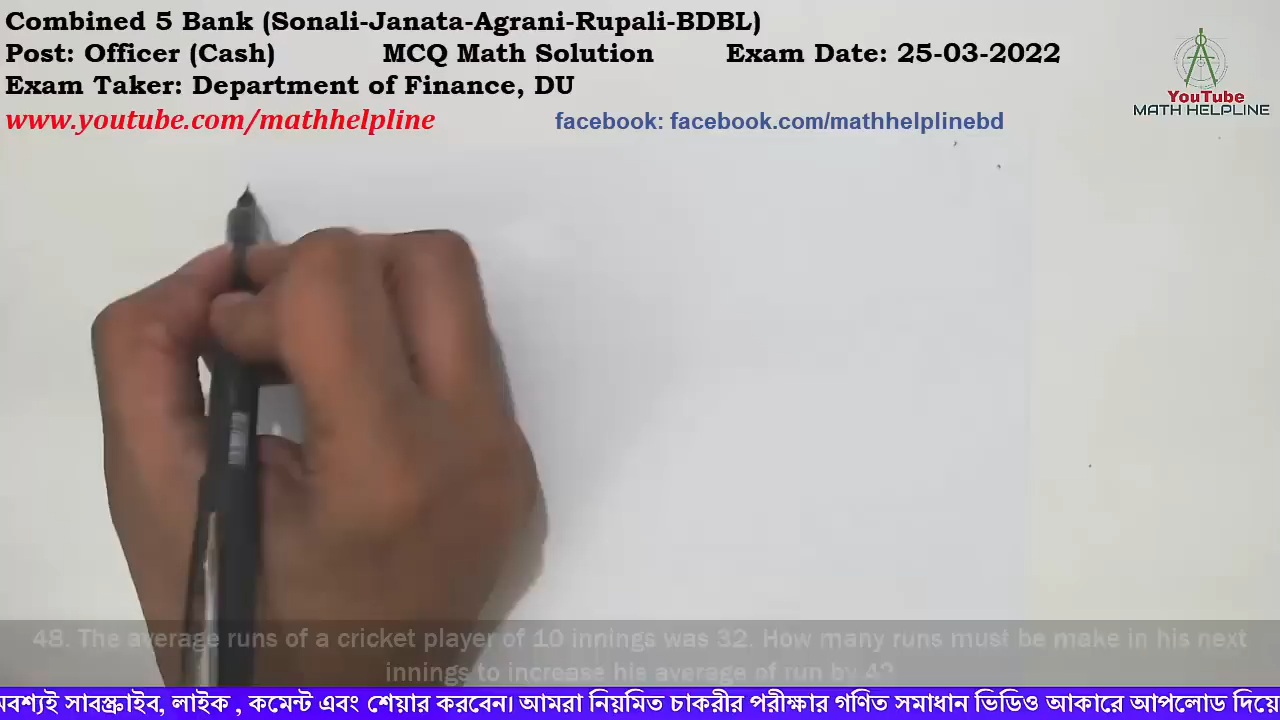 Combined 5 Bank (Sonali-Janata-Agrani-Rupali-BDBL)
Post: Officer (Cash) MCQ Math Solution Exam Date: 25-03-2022
Exam Taker: Department of Finance, DU
www.youtube.com/mathhelpline facebook: facebook.com/mathhelplinebd
YouTube
MATH HELPLINE
48. The average runs of a cricket player of 10 innings was 32. How many runs must be make in his next
innings to increase his average of run by 4?
বশ্যই সাবস্ক্রাইব, লাইক , কমেন্ট এবং শেয়ার করবেন। আমরা নিয়মিত চাকরীর পরীক্ষার গণিত সমাধান ভিডিও আকারে আপলোড দিয়ে